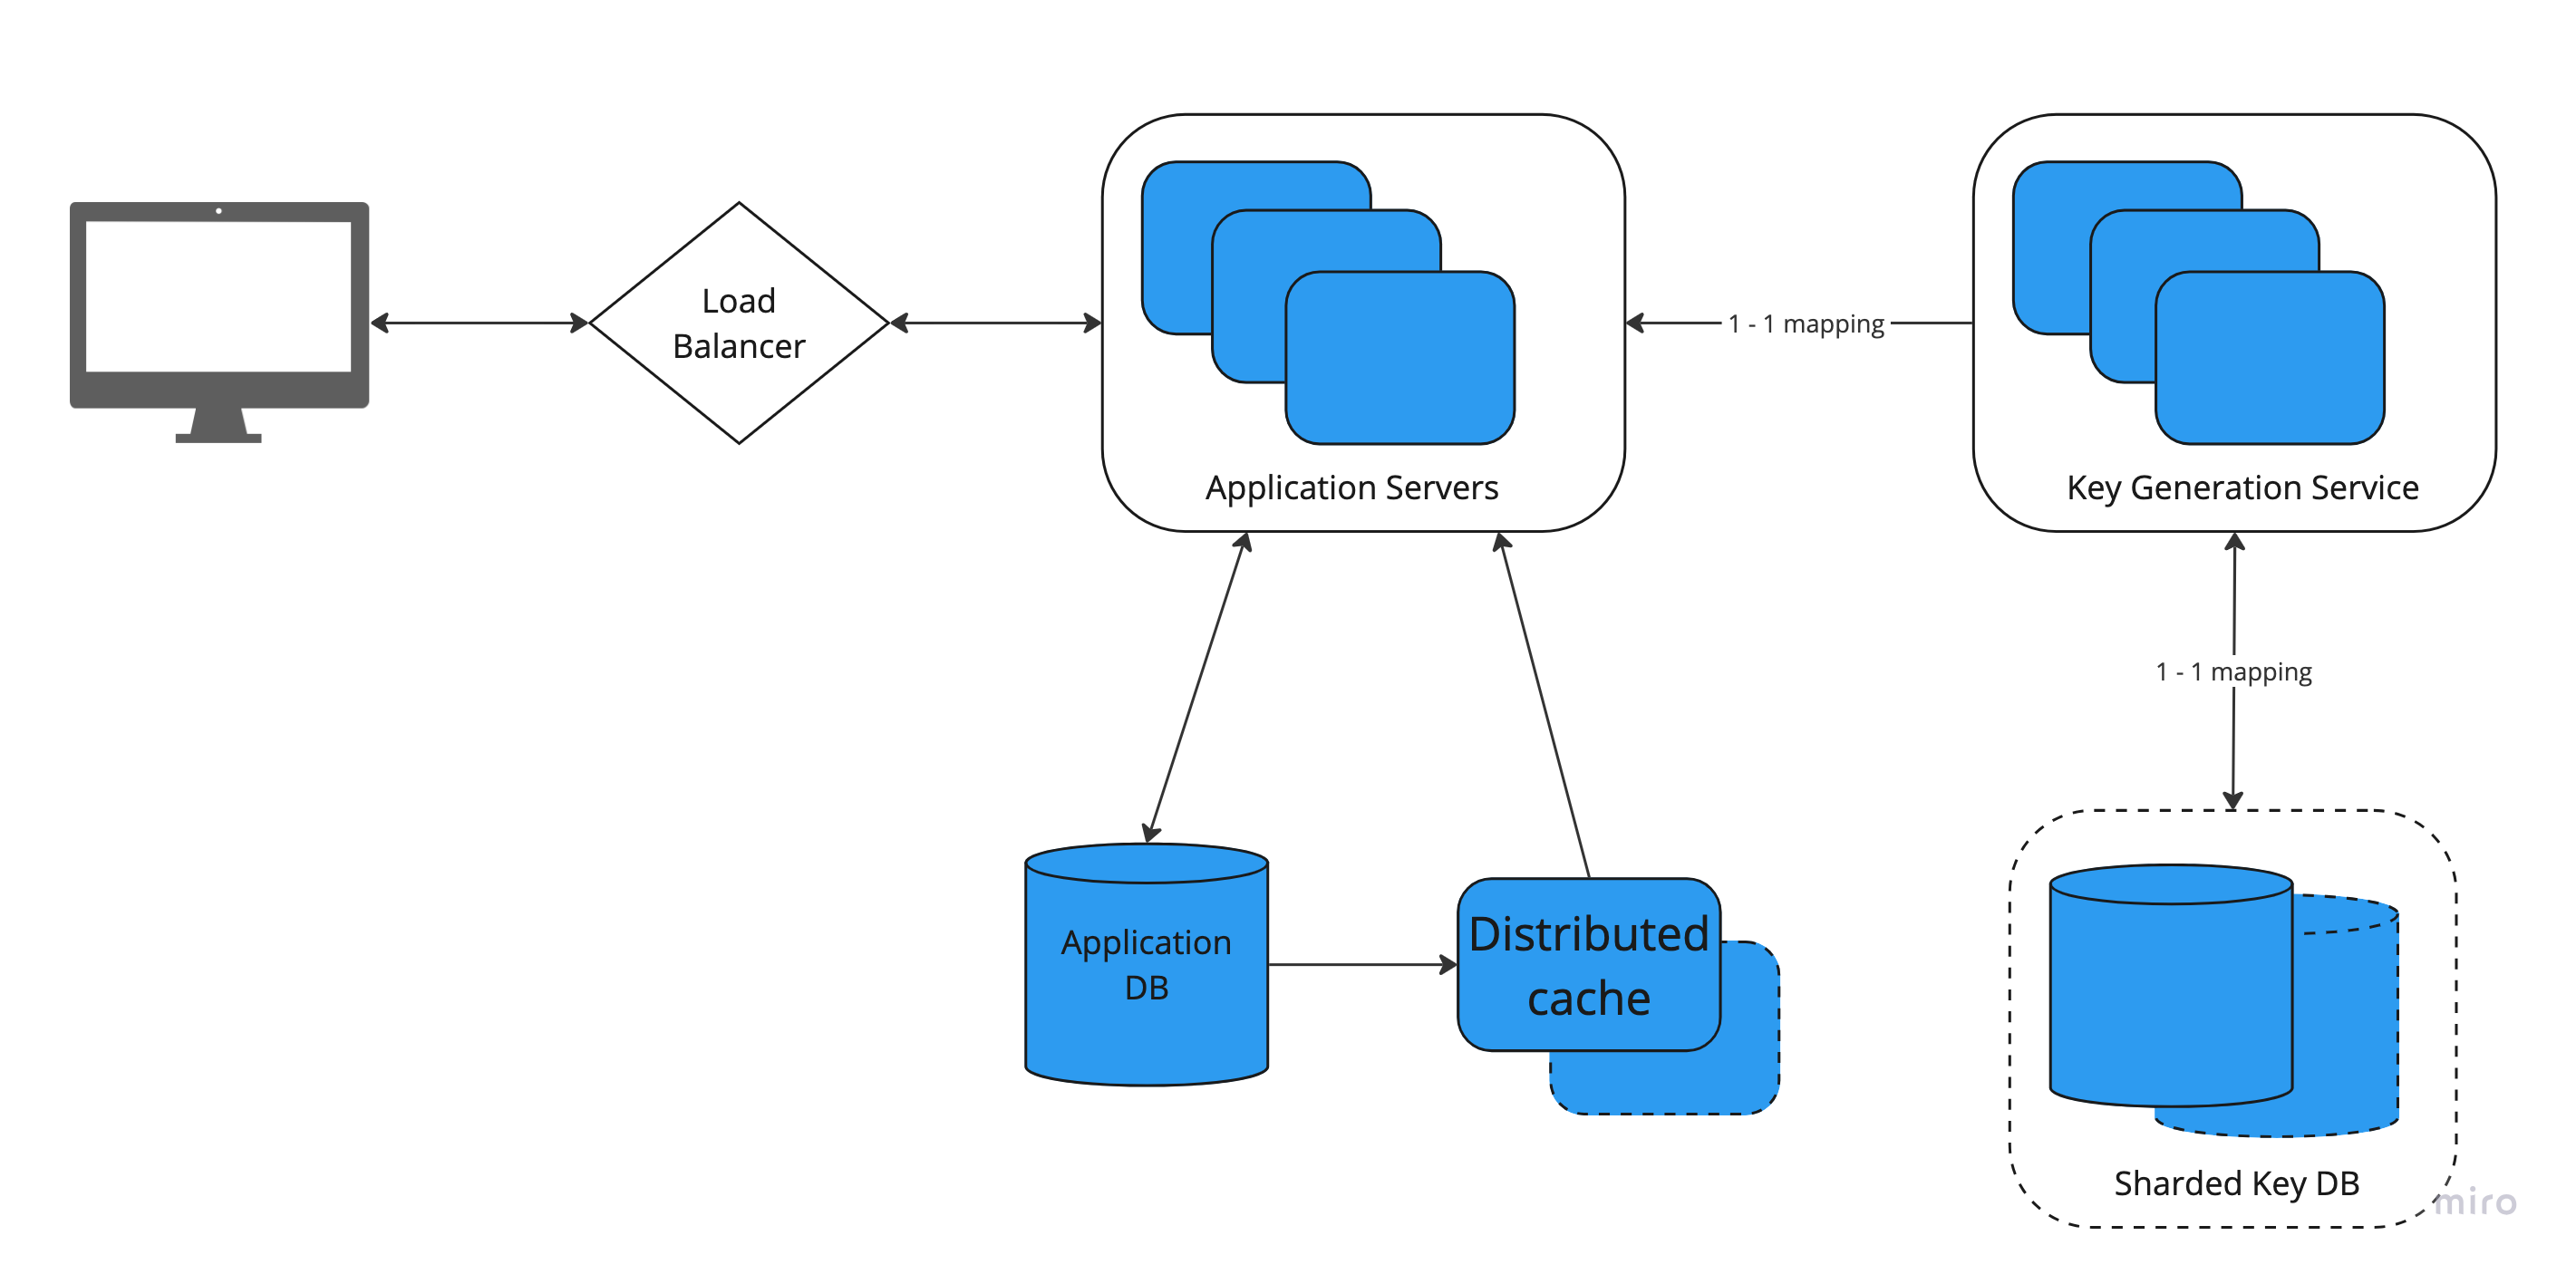 Load
Balancer
Application Servers
1 - 1 mapping
Key Generation Service
1 - 1 mapping
Application
DB
Distributed
cache
Sharded Key DB
miro